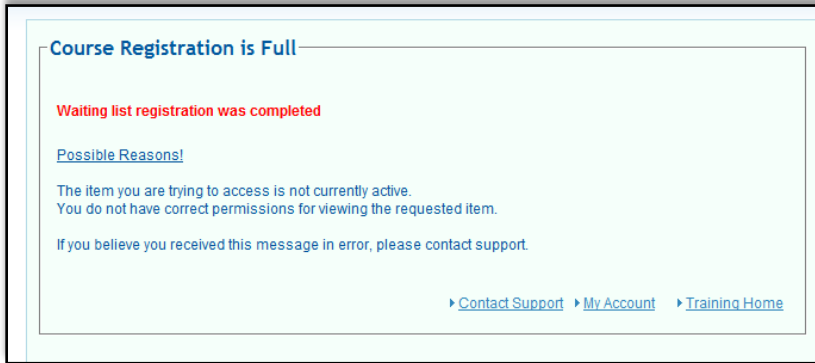 Course Registration is Full
Waiting list registration was completed
Possible Reasons!
The item you are trying to access is not currently active.
You do not have correct permissions for viewing the requested item.
If you believe you received this message in error, please contact support.
Contact Support My Account Training Home